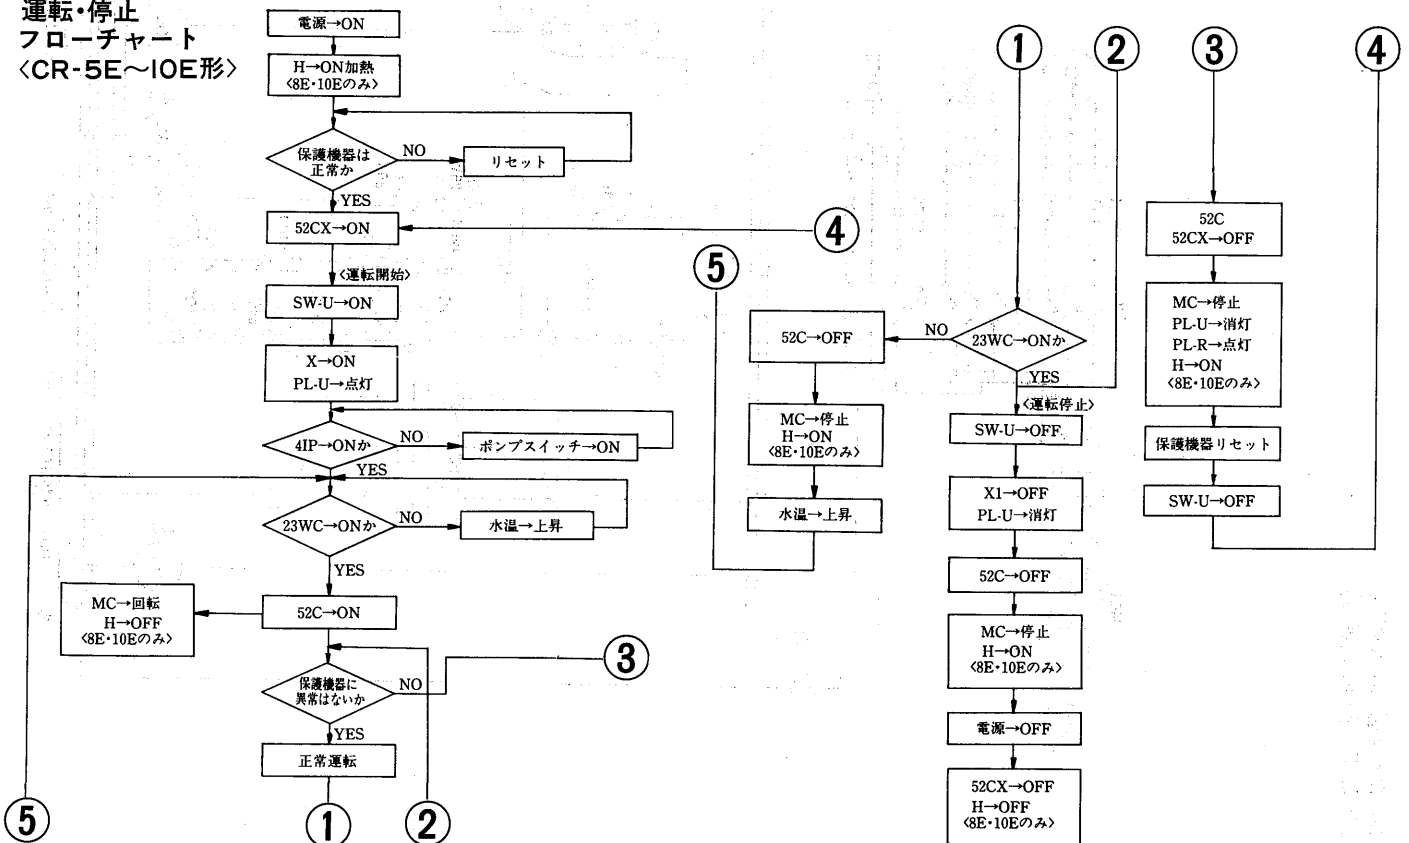 運転・停止
フローチャート
〈CR-5E〜10E形〉
電源→ON
H→ON加熱
〈8E・10Eのみ〉
保護機器は
正常か
NO
リセット
YES
52CX→ON
④
〈運転開始〉
SW-U→ON
X→ON
PL-U→点灯
4IP→ONか
NO
ポンプスイッチ→ON
YES
23WC→ONか
NO
水温→上昇
YES
52C→ON
MC→回転
H→OFF
〈8E・10Eのみ〉
保護機器に
異常はないか
NO
③
YES
正常運転
⑤
①
②
⑤
①
②
23WC→ONか
NO
52C→OFF
MC→停止
H→ON
〈8E・10Eのみ〉
水温→上昇
YES
〈運転停止〉
SW-U→OFF
X1→OFF
PL-U→消灯
52C→OFF
MC→停止
H→ON
〈8E・10Eのみ〉
電源→OFF
52CX→OFF
H→OFF
〈8E・10Eのみ〉
③
52C
52CX→OFF
MC→停止
PL-U→消灯
PL-R→点灯
H→ON
〈8E・10Eのみ〉
保護機器リセット
SW-U→OFF
④